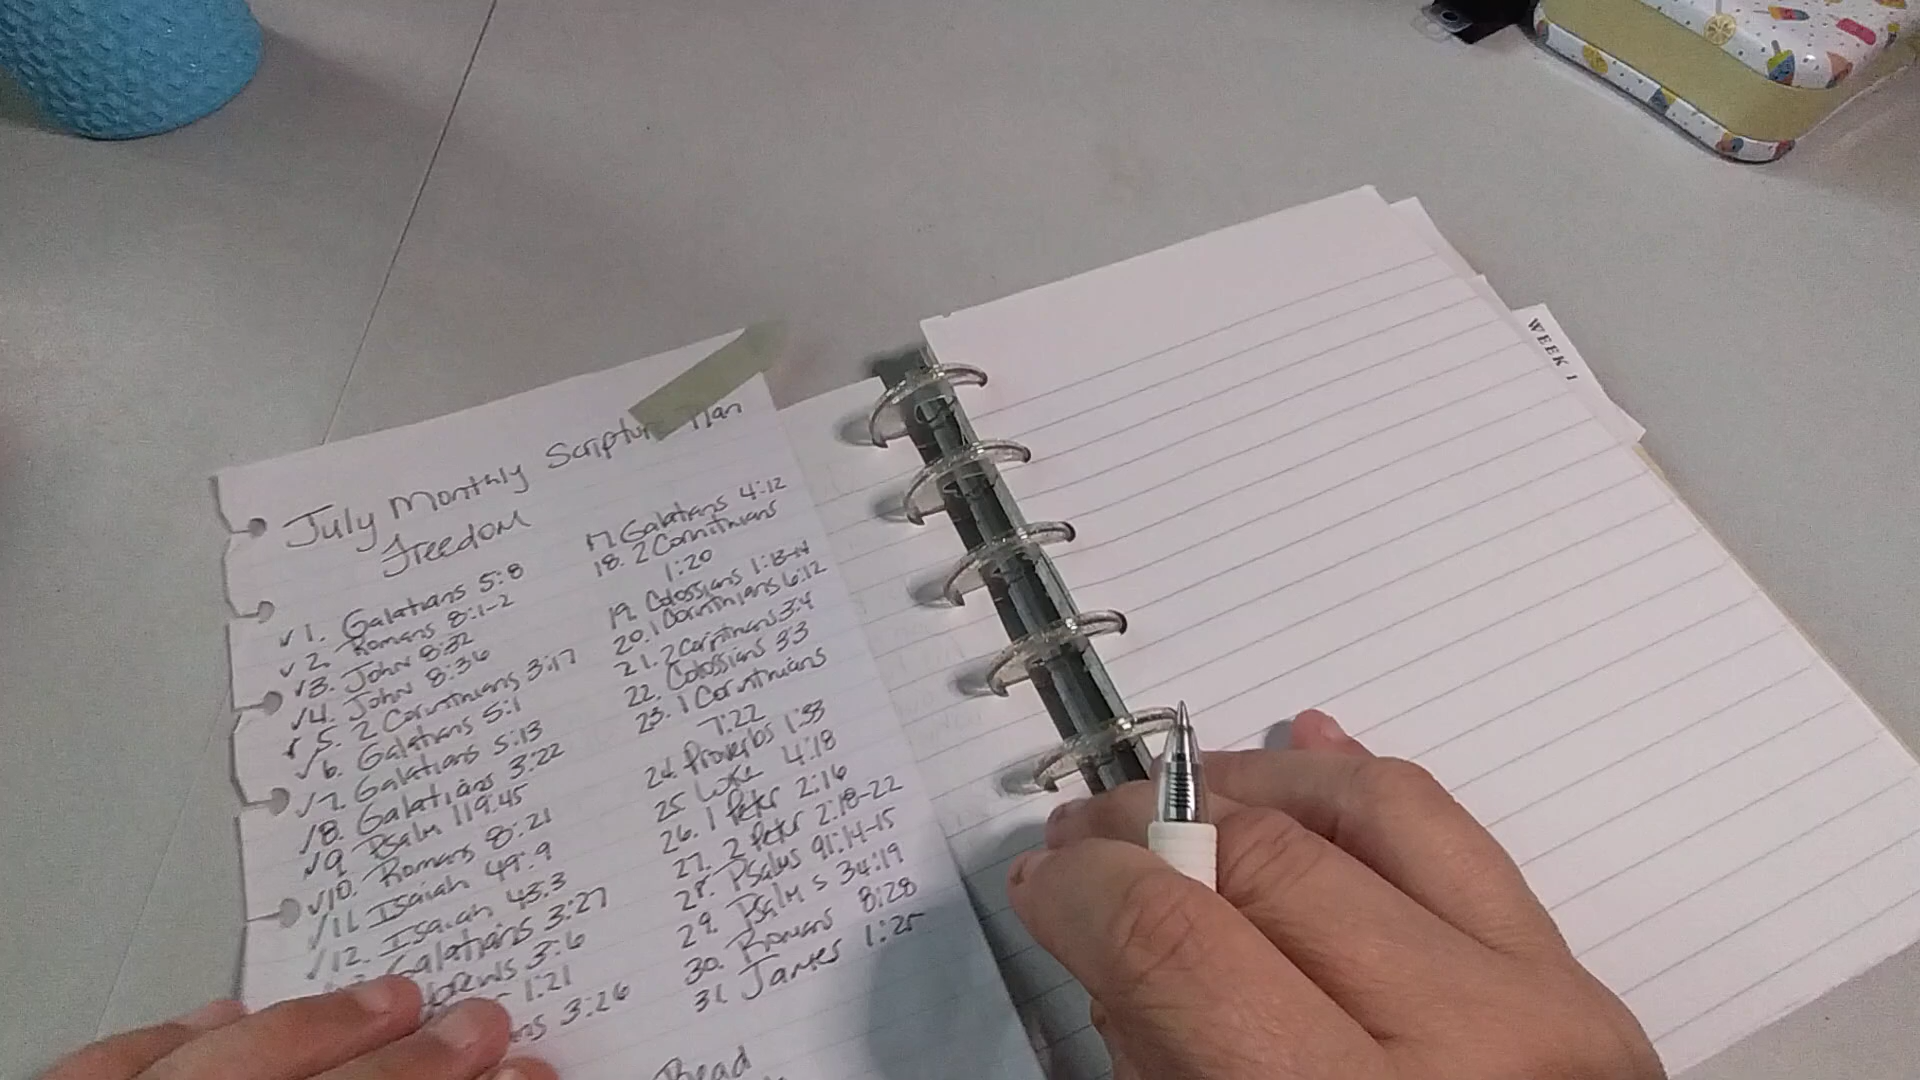 July Monthly Scripture Plan
Freedom
✓1. Galatians 5:8
✓2. Romans 8:1-2
✓3. John 8:32
✓4. John 8:36
✓5. 2 Corinthians 3:17
✓6. Galatians 5:1
✓7. Galatians 5:13
✓8. Galatians 3:22
✓9 Psalm 119:45
✓10. Romans 8:21
✓11. Isaiah 49:9
✓12. Isaiah 43:3
Galatians 3:27
3:6
1:21
3:26
17 Galatians 4:12
18. 2 Corinthians
1:20
19. Colossians 1:13-14
20. 1 Corinthians 6:12
21. 2 Corinthians 3:4
22. Colossians 3:3
23. 1 Corinthians
7:22
24. Proverbs 1:33
25. Luke 4:18
26. 1 Peter 2:16
27. 2 Peter 2:18-22
28. Psalms 91:14-15
29. Psalms 34:19
30. Romans 8:28
31. James 1:25
Read
WEEK 1